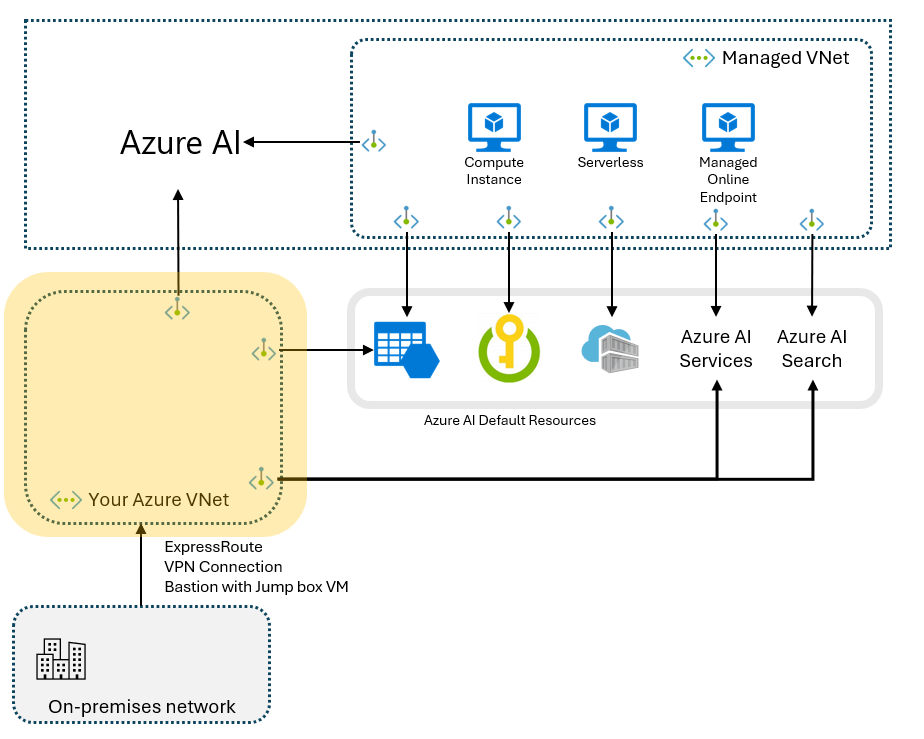 Managed VNet
Azure AI
Compute
Instance
Serverless
Managed
Online
Endpoint
Azure AI
Services
Azure AI
Search
Azure AI Default Resources
Your Azure VNet
ExpressRoute
VPN Connection
Bastion with Jump box VM
On-premises network